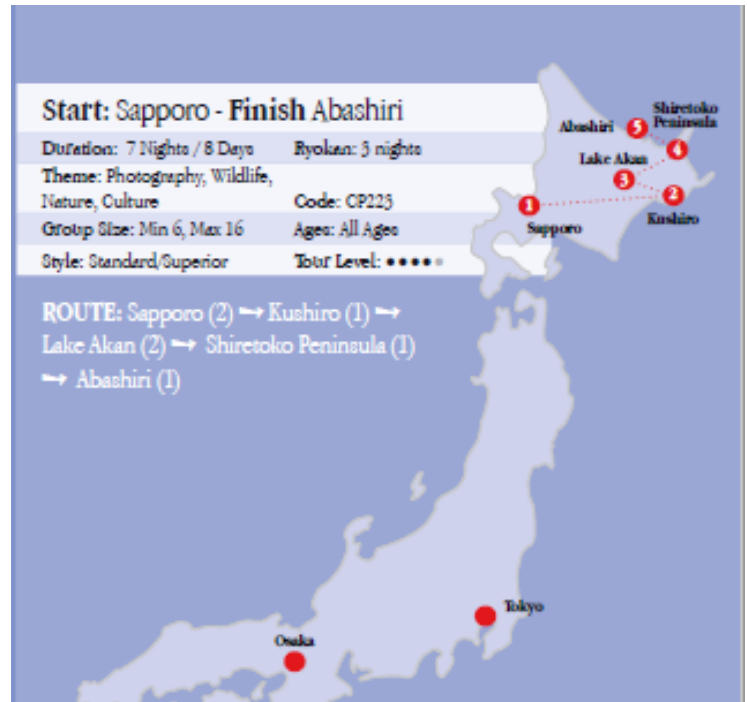 Start: Sapporo - Finish Abashiri
Duration: 7 Nights / 8 Days Ryokan: 3 nights
Theme: Photography, Wildlife,
Nature, Culture Code: CP223
Group Size: Min 6, Max 16 Ages: All Ages
Style: Standard/Superior Tour Level: ●●●●●
ROUTE: Sapporo (2) → Kushiro (1) →
Lake Akan (2) → Shiretoko Peninsula (1)
→ Abashiri (1)
Shiretoko
Peninsula
Abashiri 5
4
Lake Akan
3
2
Kushiro
1
Sapporo
Tokyo
Osaka